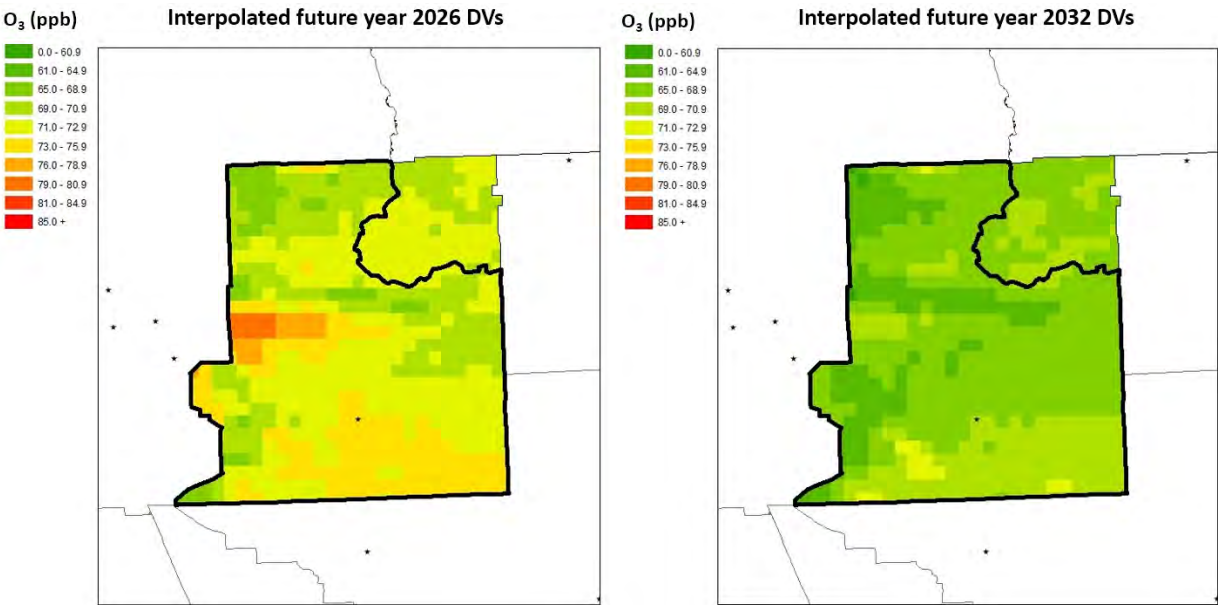 O₃ (ppb)
Interpolated future year 2026 DVs
0.0 - 60.9
61.0 - 64.9
65.0 - 68.9
69.0 - 70.9
71.0 - 72.9
73.0 - 75.9
76.0 - 78.9
79.0 - 80.9
81.0 - 84.9
85.0 +
O₃ (ppb)
Interpolated future year 2032 DVs
0.0 - 60.9
61.0 - 64.9
65.0 - 68.9
69.0 - 70.9
71.0 - 72.9
73.0 - 75.9
76.0 - 78.9
79.0 - 80.9
81.0 - 84.9
85.0 +